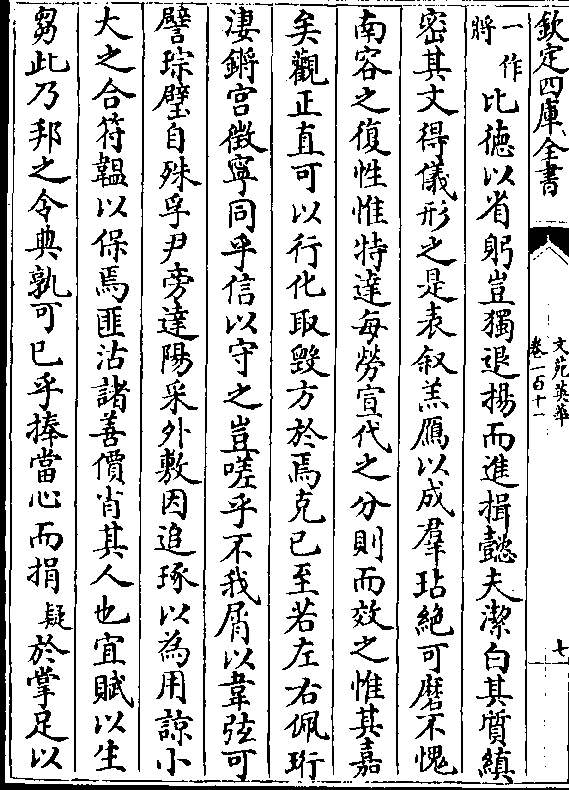 欽定四庫全書
文苑英華
卷一百十一
七
一作
將
比德以省躬豈獨退揚而進揖懿夫潔白其質縝
密其文得儀形之是表叙羔鴈以成羣玷絶可磨不愧
南容之復性惟特達每勞宣代之分則而效之惟其嘉
矣觀正直可以行化取毁方於焉克已至若左右佩珩
淒鏘宫徵寜同乎信以守之豈嗟乎不我屑以韋弦可
譬琮璧自殊孚尹旁達陽采外敷因追琢以為用諒小
大之合符韞以保焉匪沽諸善價肖其人也宜賦以生
芻此乃邦之令典孰可已乎捧當心而捐疑於掌足以